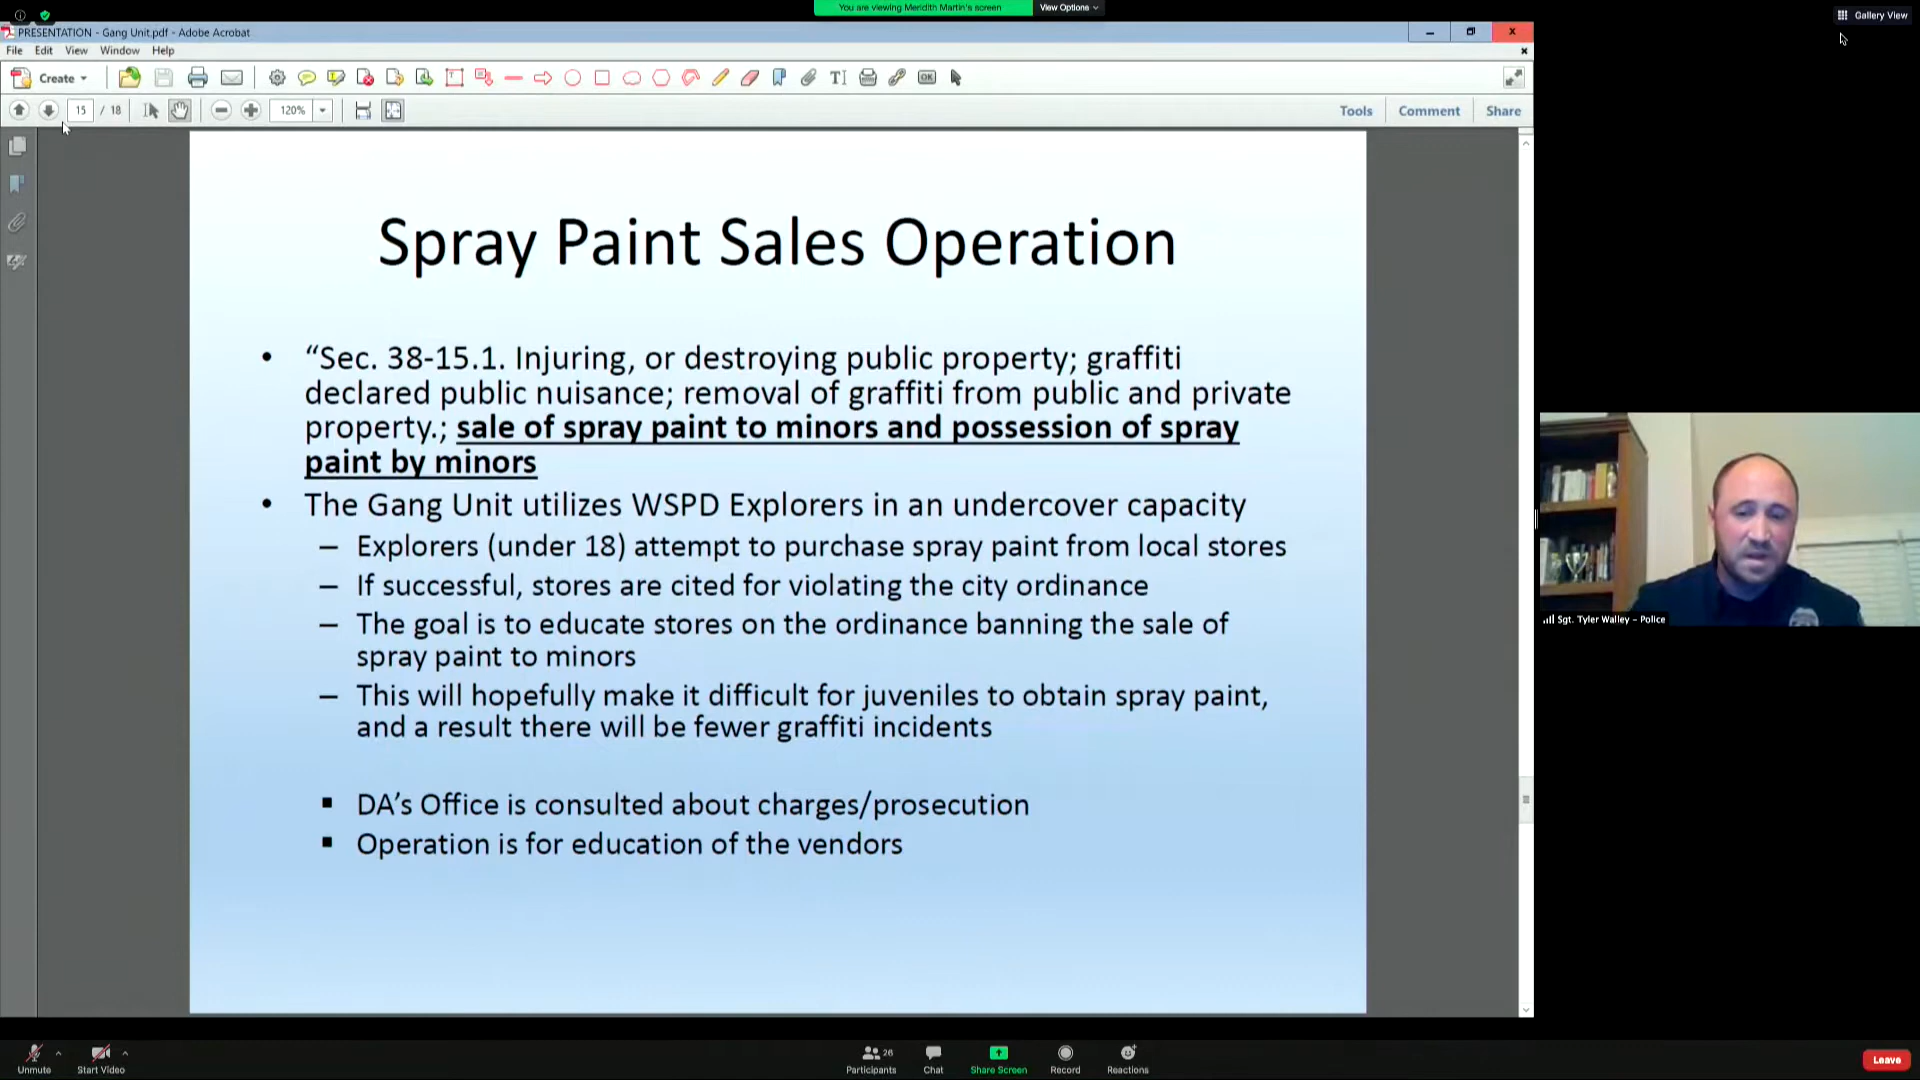 You are viewing Meridith Martin's screen
View Options
Gallery View
PRESENTATION - Gang Unit.pdf - Adobe Acrobat
File Edit View Window Help
Create
OK
15 / 18
120%
Tools Comment Share
Spray Paint Sales Operation
• “Sec. 38-15.1. Injuring, or destroying public property; graffiti
declared public nuisance; removal of graffiti from public and private
property.; sale of spray paint to minors and possession of spray
paint by minors
• The Gang Unit utilizes WSPD Explorers in an undercover capacity
– Explorers (under 18) attempt to purchase spray paint from local stores
– If successful, stores are cited for violating the city ordinance
– The goal is to educate stores on the ordinance banning the sale of
spray paint to minors
– This will hopefully make it difficult for juveniles to obtain spray paint,
and a result there will be fewer graffiti incidents
▪ DA’s Office is consulted about charges/prosecution
▪ Operation is for education of the vendors
Sgt. Tyler Walley – Police
Unmute
Start Video
26
Participants
Chat
Share Screen
Record
Reactions
Leave